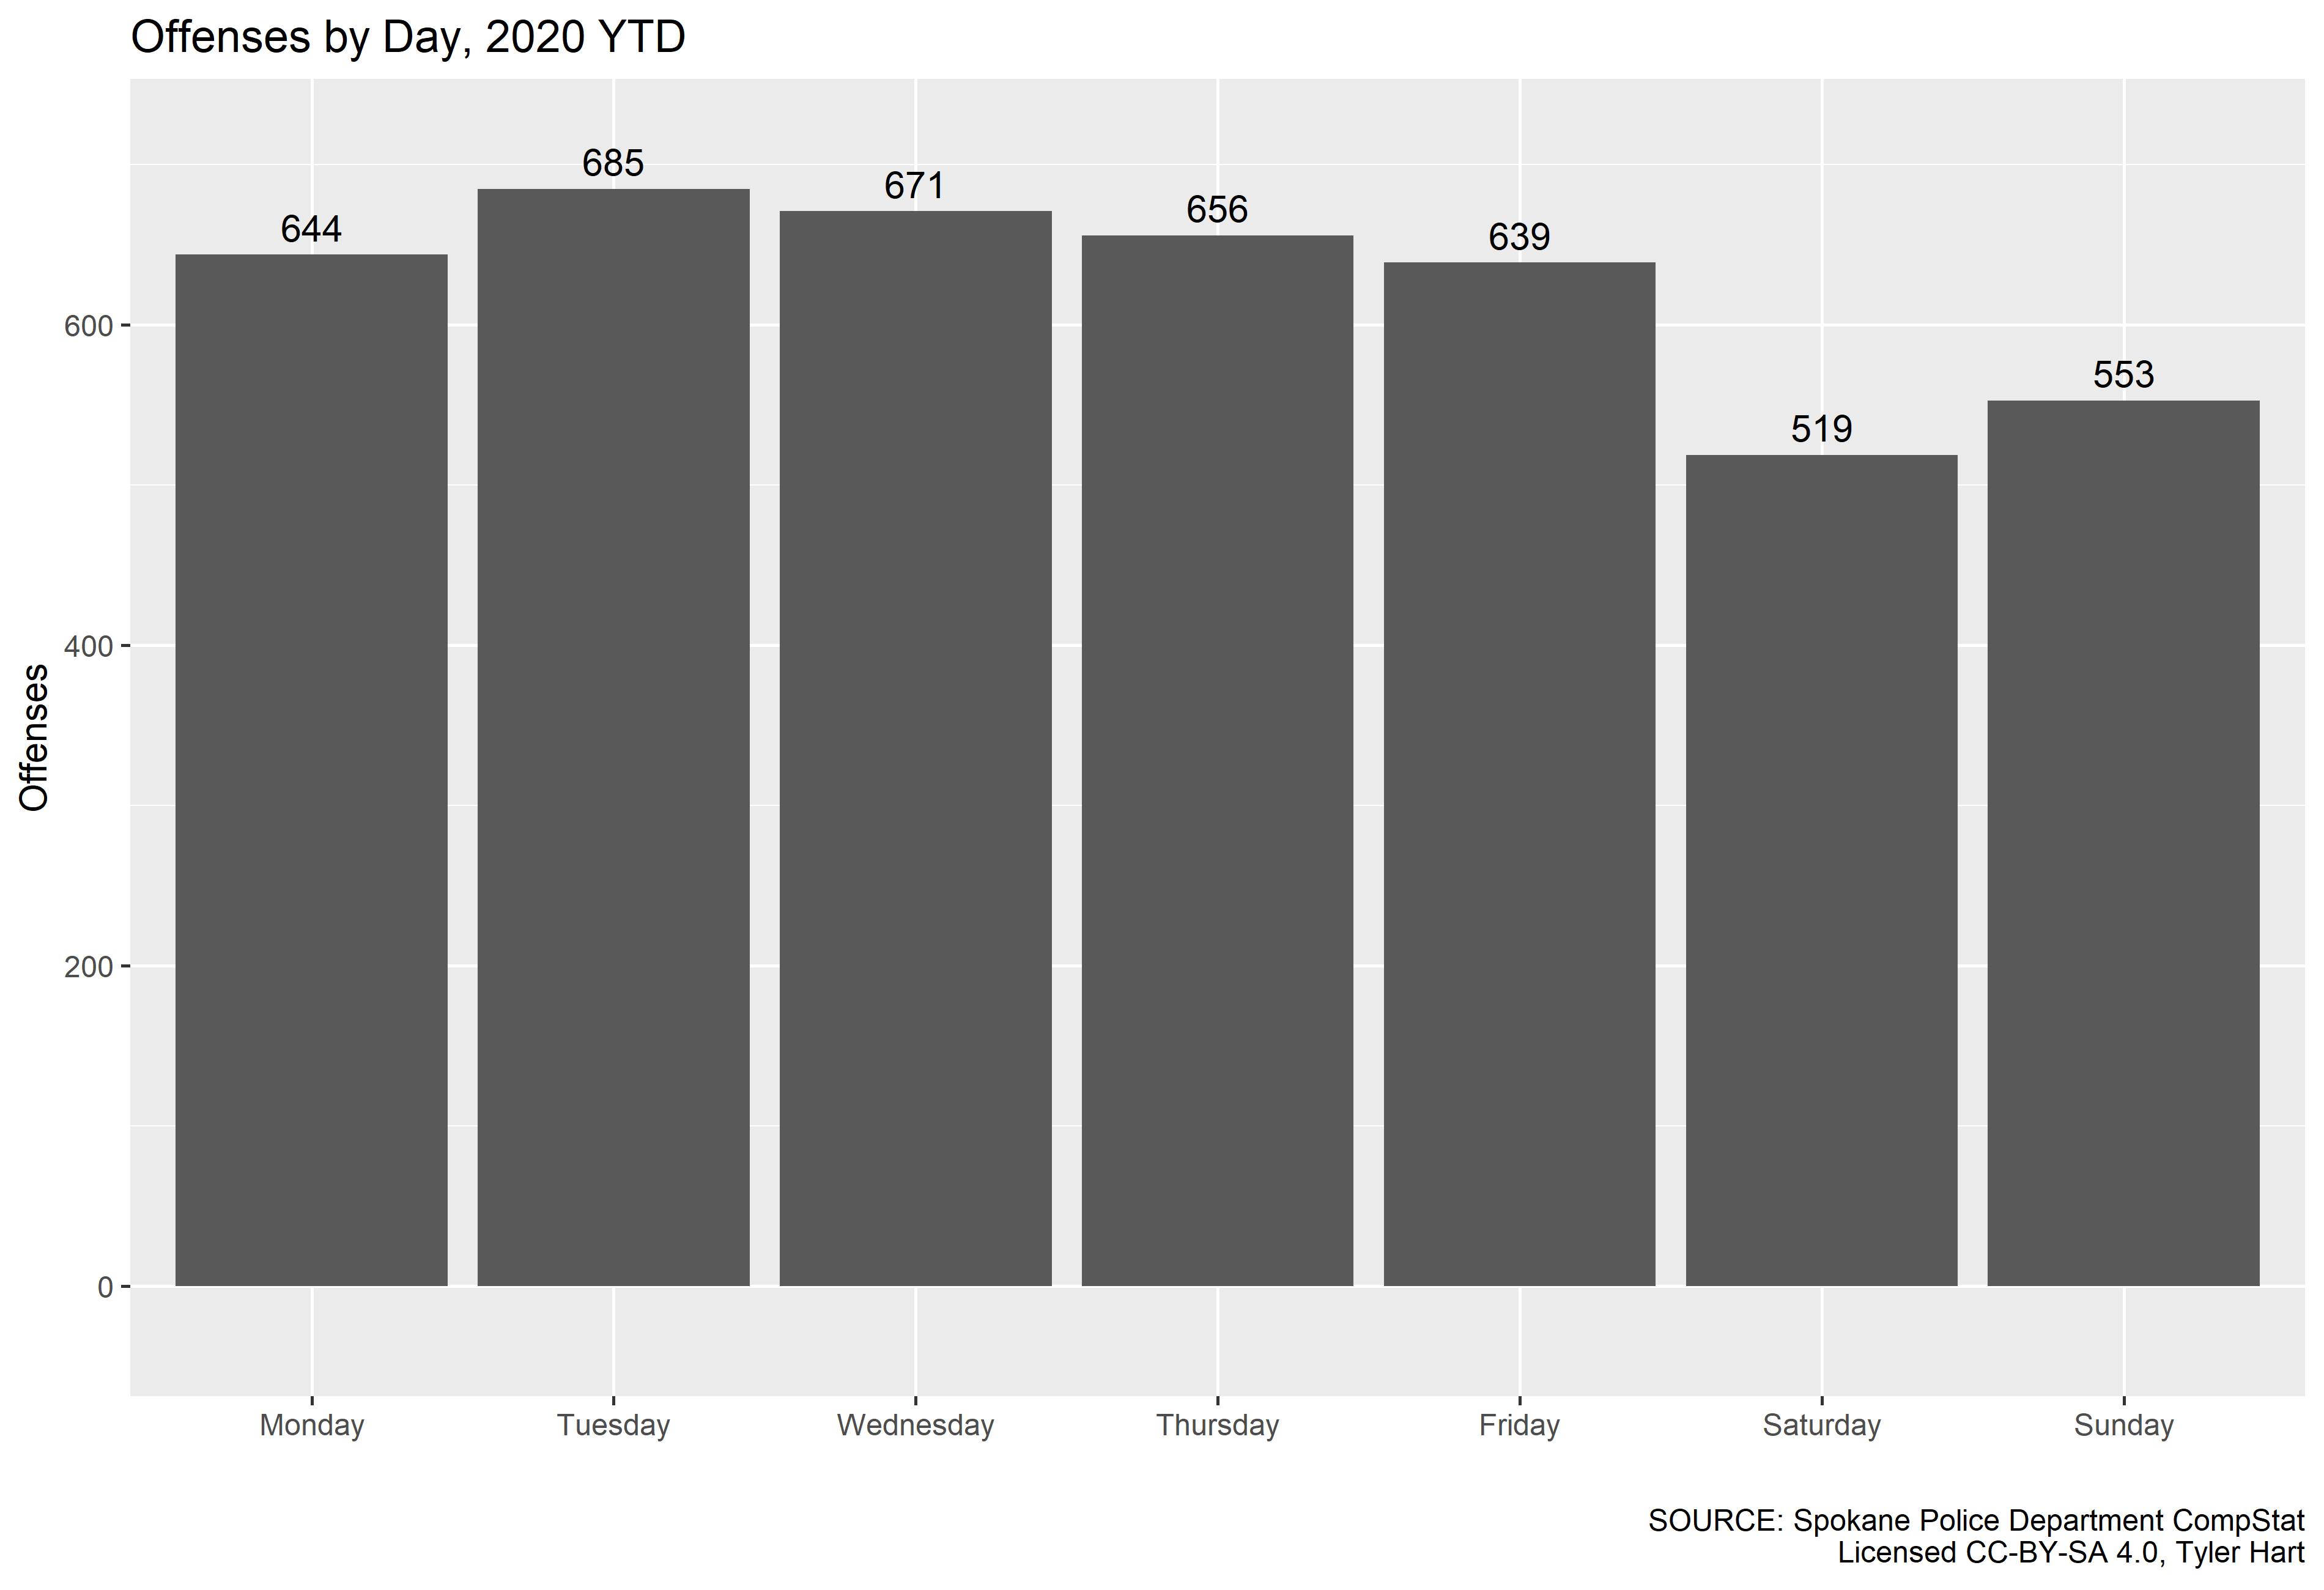 Offenses by Day, 2020 YTD
685
671
656
644
639
553
519
600
400
200
0
Offenses
Monday Tuesday Wednesday Thursday Friday Saturday Sunday
SOURCE: Spokane Police Department CompStat
Licensed CC-BY-SA 4.0, Tyler Hart